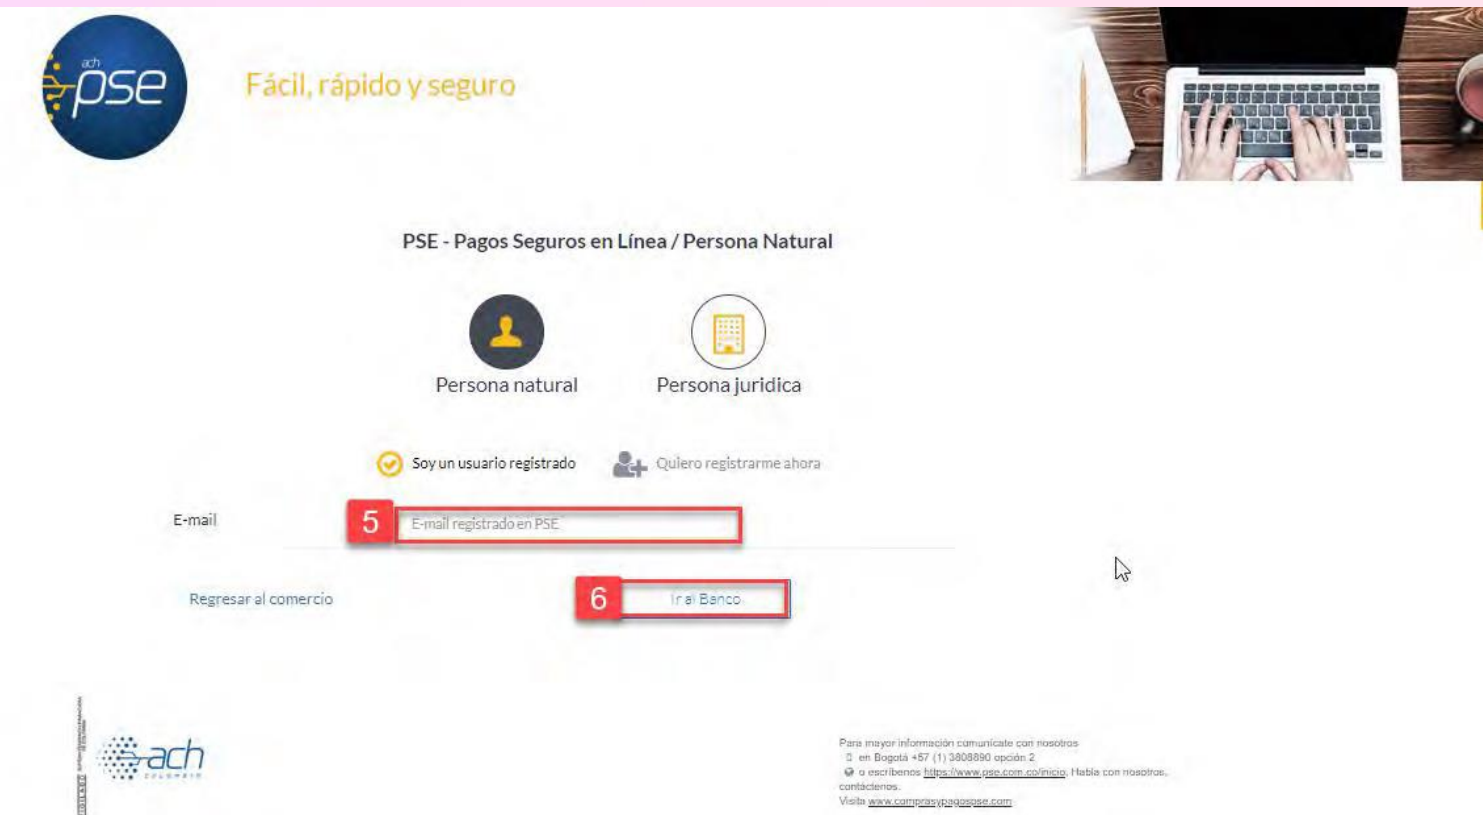 ach
pse
Fácil, rápido y seguro
PSE - Pagos Seguros en Línea / Persona Natural
Persona natural
Persona juridica
Soy un usuario registrado
Quiero registrarme ahora
E-mail
5
E-mail registrado en PSE
Regresar al comercio
6
Ir al Banco
ach
COLOMBIA
Para mayor información comunícate con nosotros
en Bogotá +57 (1) 3808890 opción 2
o escríbenos https://www.pse.com.co/inicio, Habla con nosotros,
contáctenos.
Visita www.comprasypagospse.com